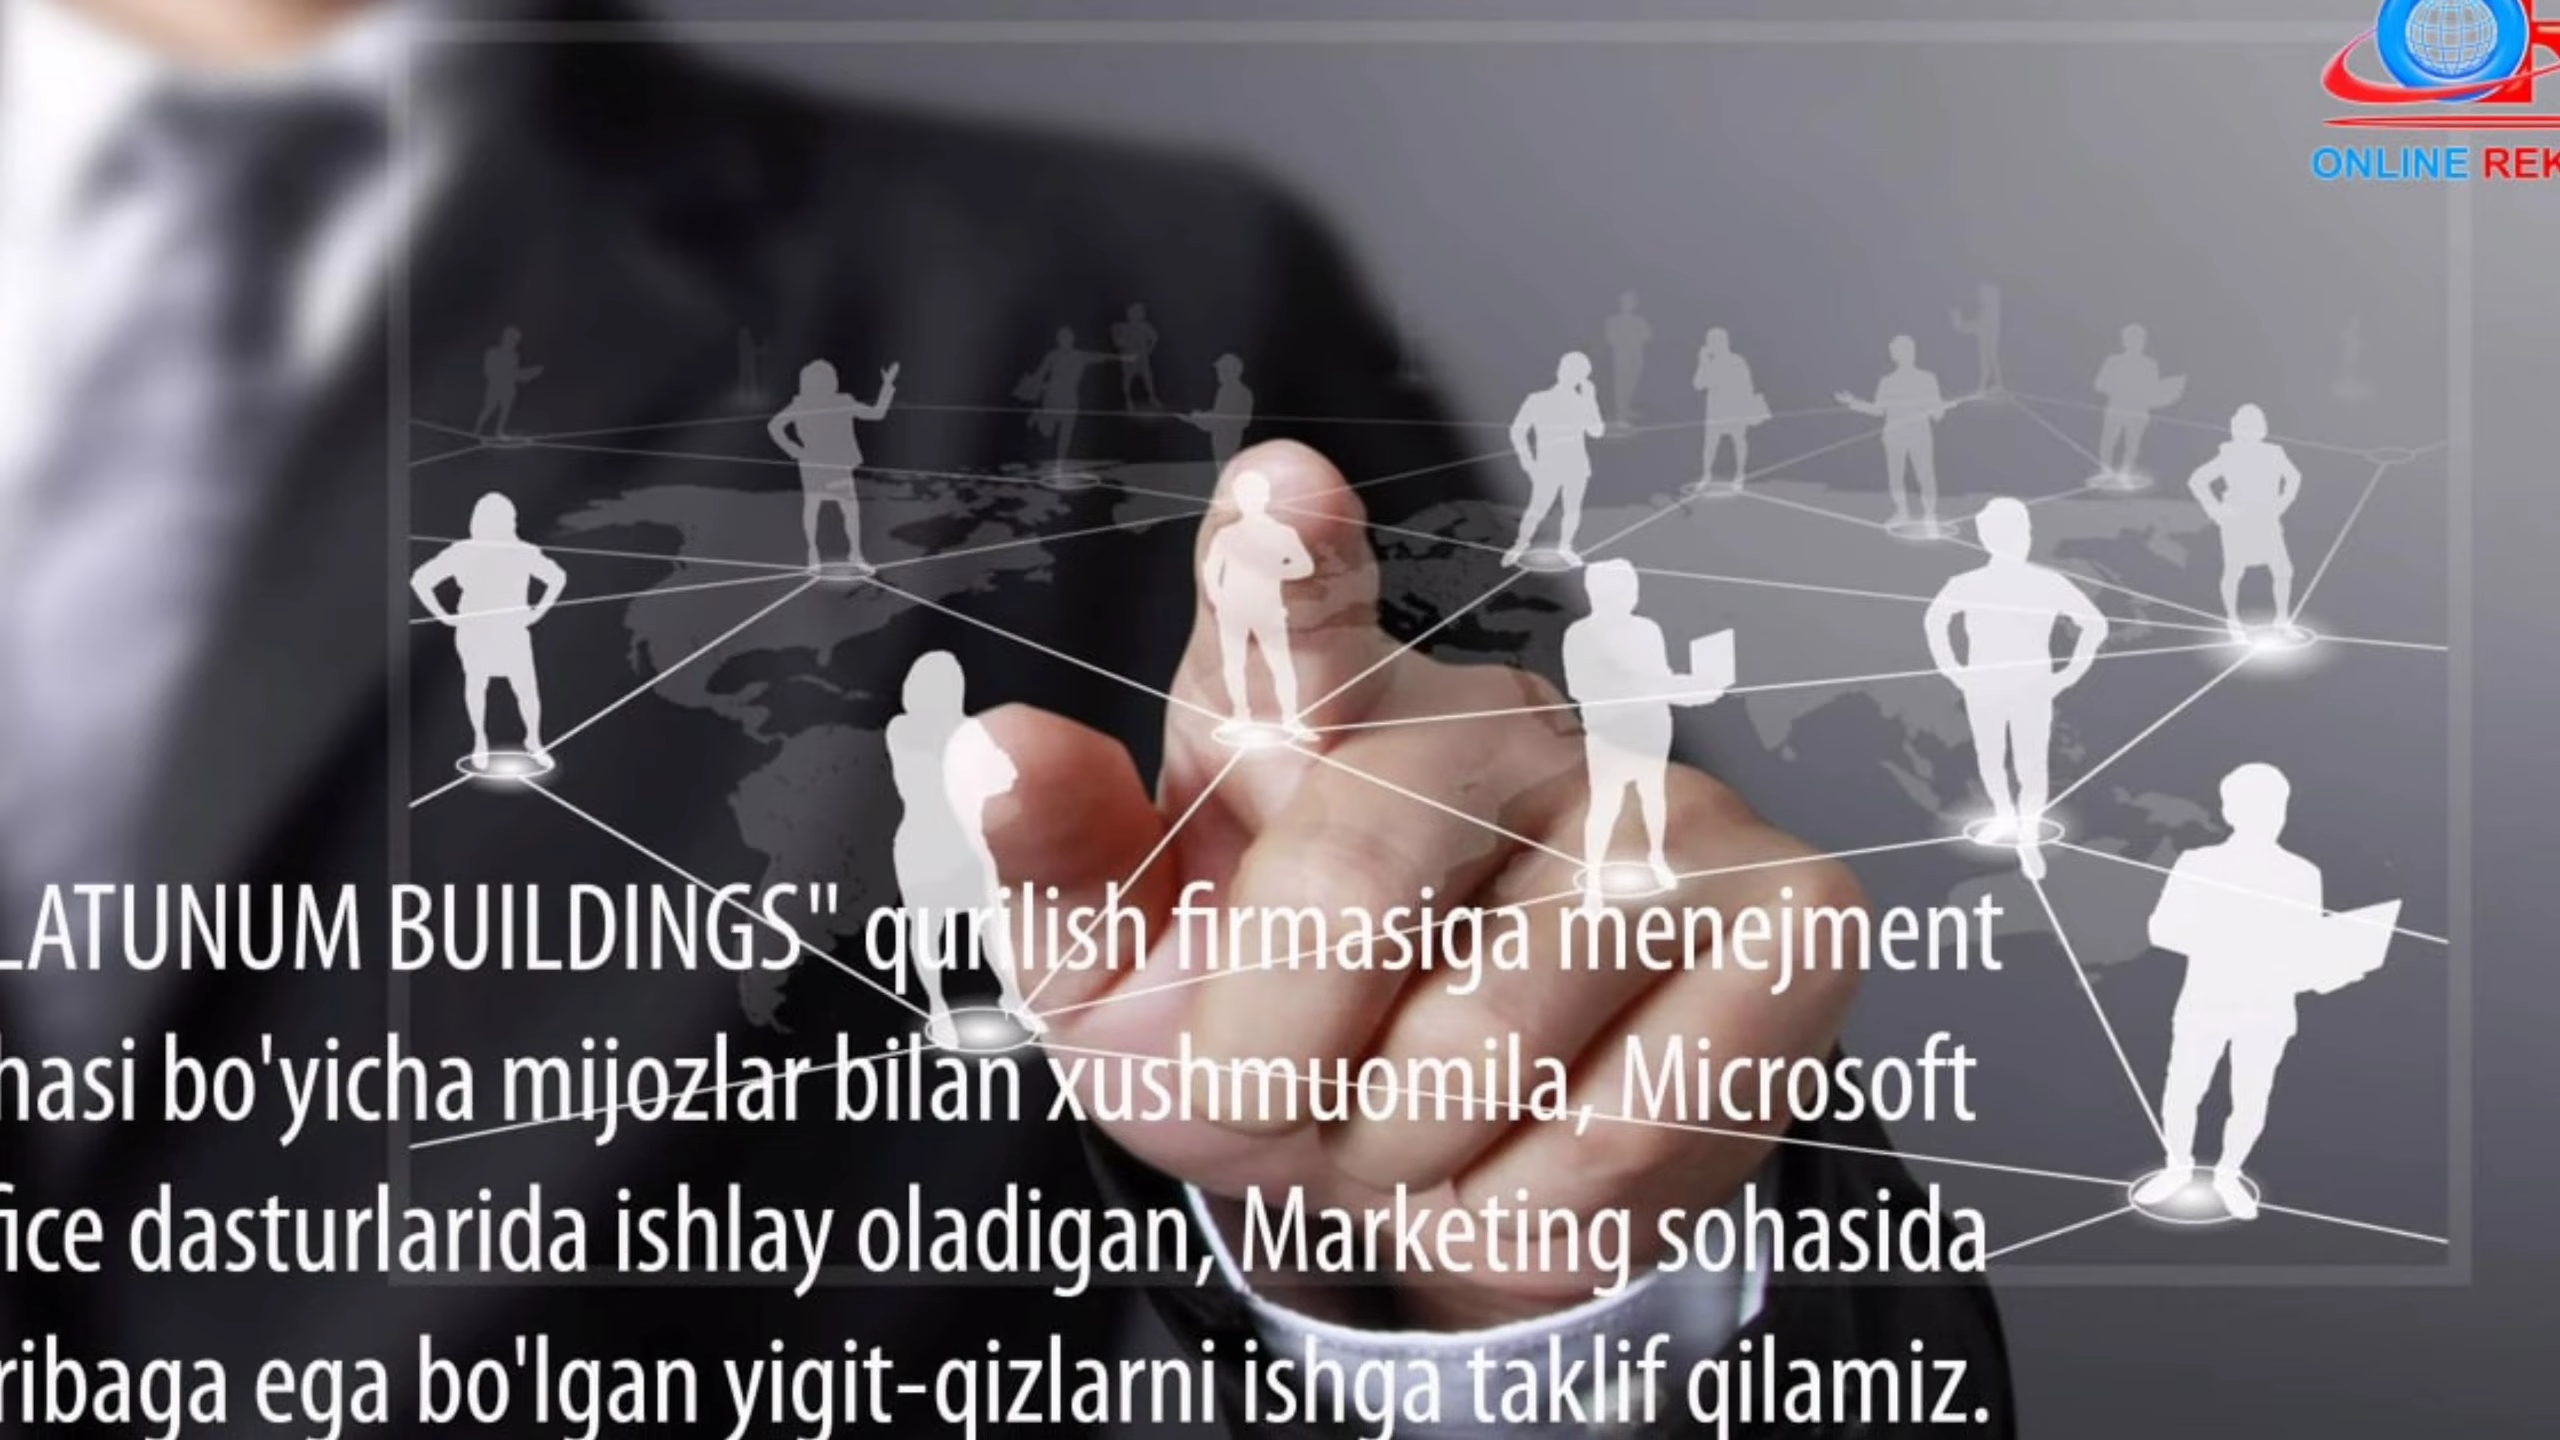 ONLINE REK
LATUNUM BUILDINGS" qurilish firmasiga menejment
hasi bo'yicha mijozlar bilan xushmuomila, Microsoft
fice dasturlarida ishlay oladigan, Marketing sohasida
ribaga ega bo'lgan yigit-qizlarni ishga taklif qilamiz.